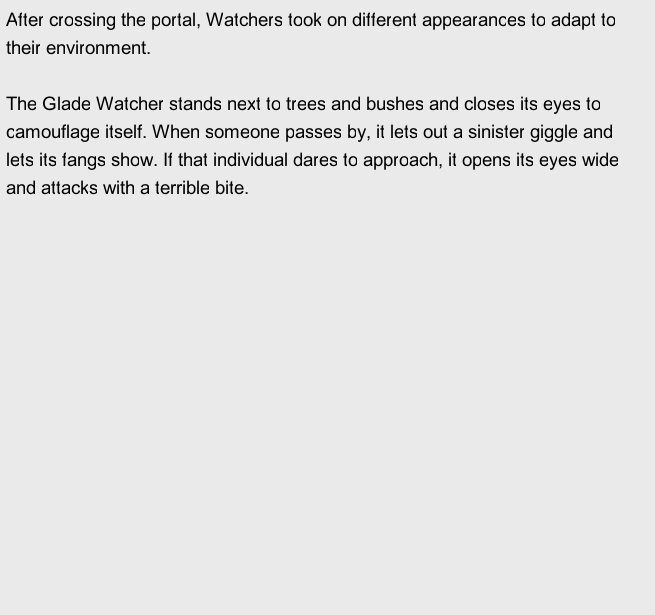 After crossing the portal, Watchers took on different appearances to adapt to
their environment.
The Glade Watcher stands next to trees and bushes and closes its eyes to
camouflage itself. When someone passes by, it lets out a sinister giggle and
lets its fangs show. If that individual dares to approach, it opens its eyes wide
and attacks with a terrible bite.